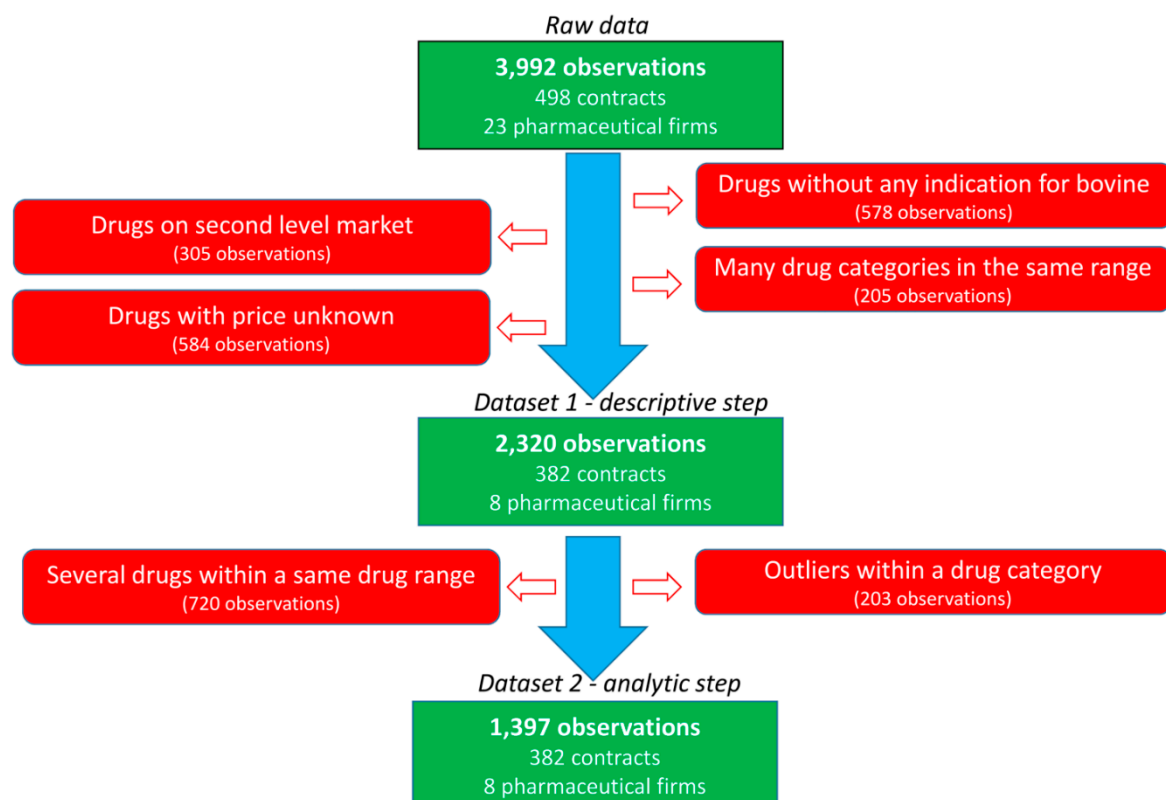 Raw data
3,992 observations
498 contracts
23 pharmaceutical firms
Drugs without any indication for bovine
(578 observations)
Drugs on second level market
(305 observations)
Many drug categories in the same range
(205 observations)
Drugs with price unknown
(584 observations)
Dataset 1 - descriptive step
2,320 observations
382 contracts
8 pharmaceutical firms
Several drugs within a same drug range
(720 observations)
Outliers within a drug category
(203 observations)
Dataset 2 - analytic step
1,397 observations
382 contracts
8 pharmaceutical firms